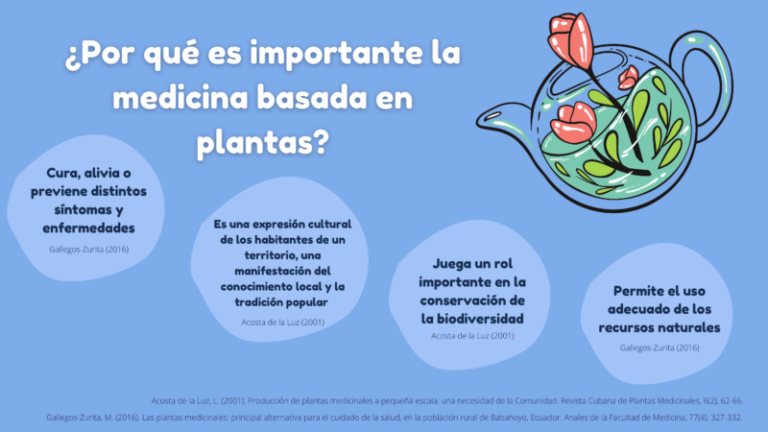 ¿Por qué es importante la
medicina basada en
plantas?
Cura, alivia o
previene distintos
síntomas y
enfermedades
Gallegos-Zurita (2016)
Es una expresión cultural
de los habitantes de un
territorio, una
manifestación del
conocimiento local y la
tradición popular
Acosta de la Luz (2001)
Juega un rol
importante en la
conservación de
la biodiversidad
Acosta de la Luz (2001)
Permite el uso
adecuado de los
recursos naturales
Gallegos-Zurita (2016)
Acosta de la Luz, L. (2001). Producción de plantas medicinales a pequeña escala: una necesidad de la Comunidad. Revista Cubana de Plantas Medicinales, 6(2), 62-66.
Gallegos-Zurita, M. (2016). Las plantas medicinales: principal alternativa para el cuidado de la salud, en la población rural de Babahoyo, Ecuador. Anales de la Facultad de Medicina, 77(4), 327-332.